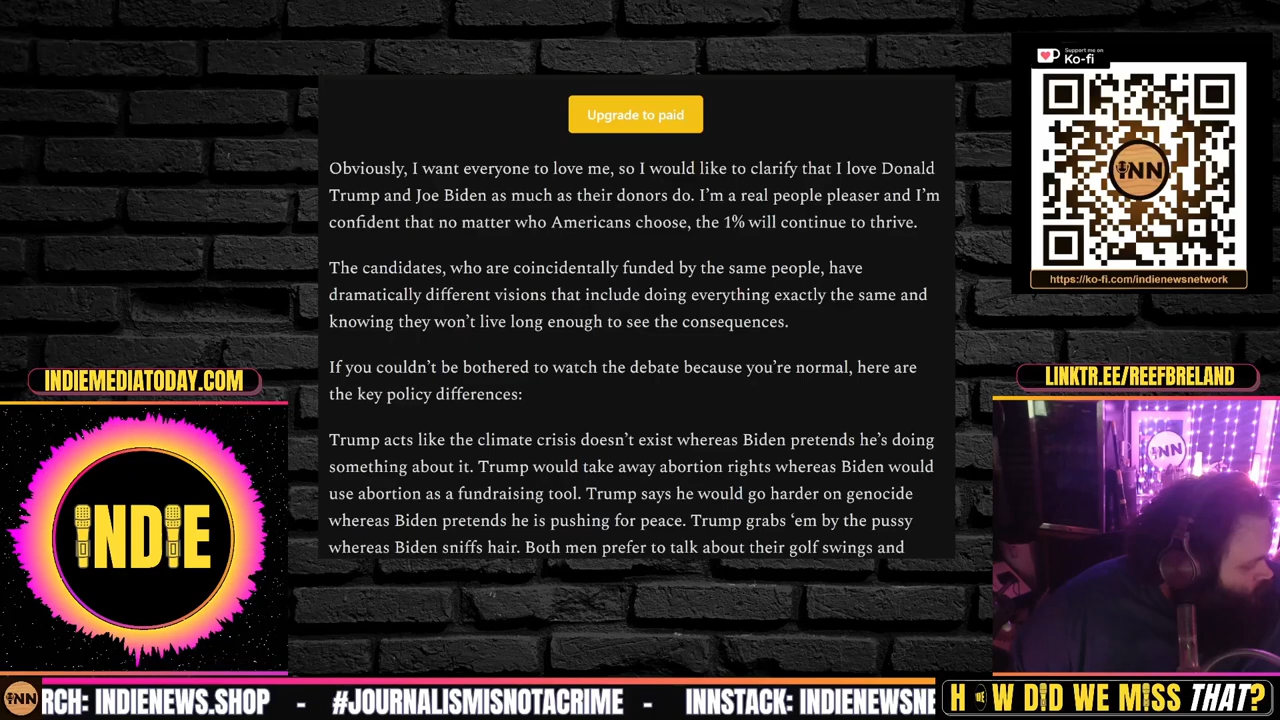 Upgrade to paid
Obviously, I want everyone to love me, so I would like to clarify that I love Donald
Trump and Joe Biden as much as their donors do. I’m a real people pleaser and I’m
confident that no matter who Americans choose, the 1% will continue to thrive.
The candidates, who are coincidentally funded by the same people, have
dramatically different visions that include doing everything exactly the same and
knowing they won’t live long enough to see the consequences.
If you couldn’t be bothered to watch the debate because you’re normal, here are
the key policy differences:
Trump acts like the climate crisis doesn’t exist whereas Biden pretends he’s doing
something about it. Trump would take away abortion rights whereas Biden would
use abortion as a fundraising tool. Trump says he would go harder on genocide
whereas Biden pretends he is pushing for peace. Trump grabs ‘em by the pussy
whereas Biden sniffs hair. Both men prefer to talk about their golf swings and
Support me on
Ko-fi
INN
https://ko-fi.com/indienewsnetwork
INDIEMEDIATODAY.COM
INDIE
LINKTR.EE/REEFBRELAND
INN
INN
RCH: INDIENEWS.SHOP - #JOURNALISMISNOTACRIME - INNSTACK: INDIENEWSNE
HOW DID WE MISS THAT?